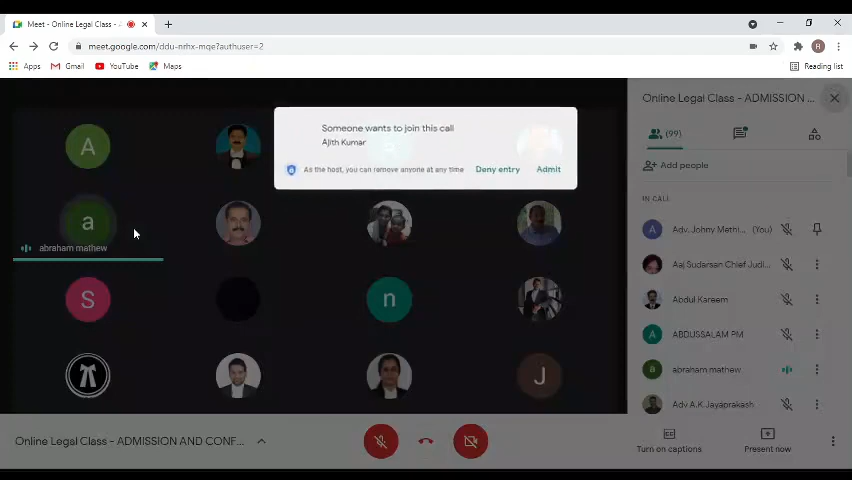 Meet - Online Legal Class -
meet.google.com/ddu-nrhx-mqe?authuser=2
R
Apps
Gmail
YouTube
Maps
Reading list
Online Legal Class - ADMISSION ...
Someone wants to join this call
Ajith Kumar
As the host, you can remove anyone at any time
Deny entry
Admit
A
(99)
Add people
IN CALL
a
abraham mathew
Adv. Johny Methi... (You)
Aaj Sudarsan Chief Judi...
S
n
Abdul Kareem
A
ABDUSSALAM PM
a
abraham mathew
J
Adv A.K.Jayaprakash
Online Legal Class - ADMISSION AND CONF...
Turn on captions
Present now